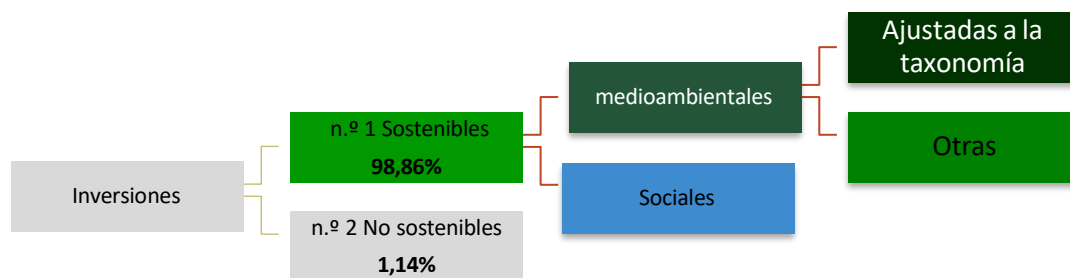 Inversiones
n.º 1 Sostenibles
98,86%
n.º 2 No sostenibles
1,14%
medioambientales
Sociales
Ajustadas a la
taxonomía
Otras